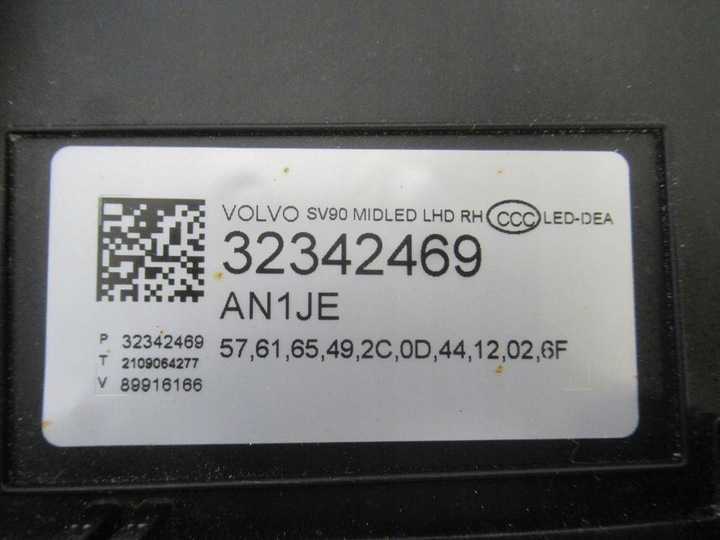 VOLVO SV90 MIDLED LHD RH CCC LED-DEA
32342469
AN1JE
57,61,65,49,2C,0D,44,12,02,6F
P 32342469
T 2109064277
V 89916166